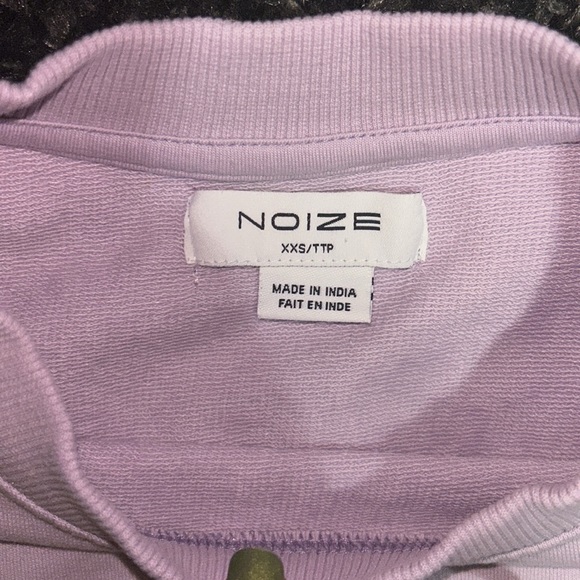 NOIZE
XXS/TTP
MADE IN INDIA
FAIT EN INDE